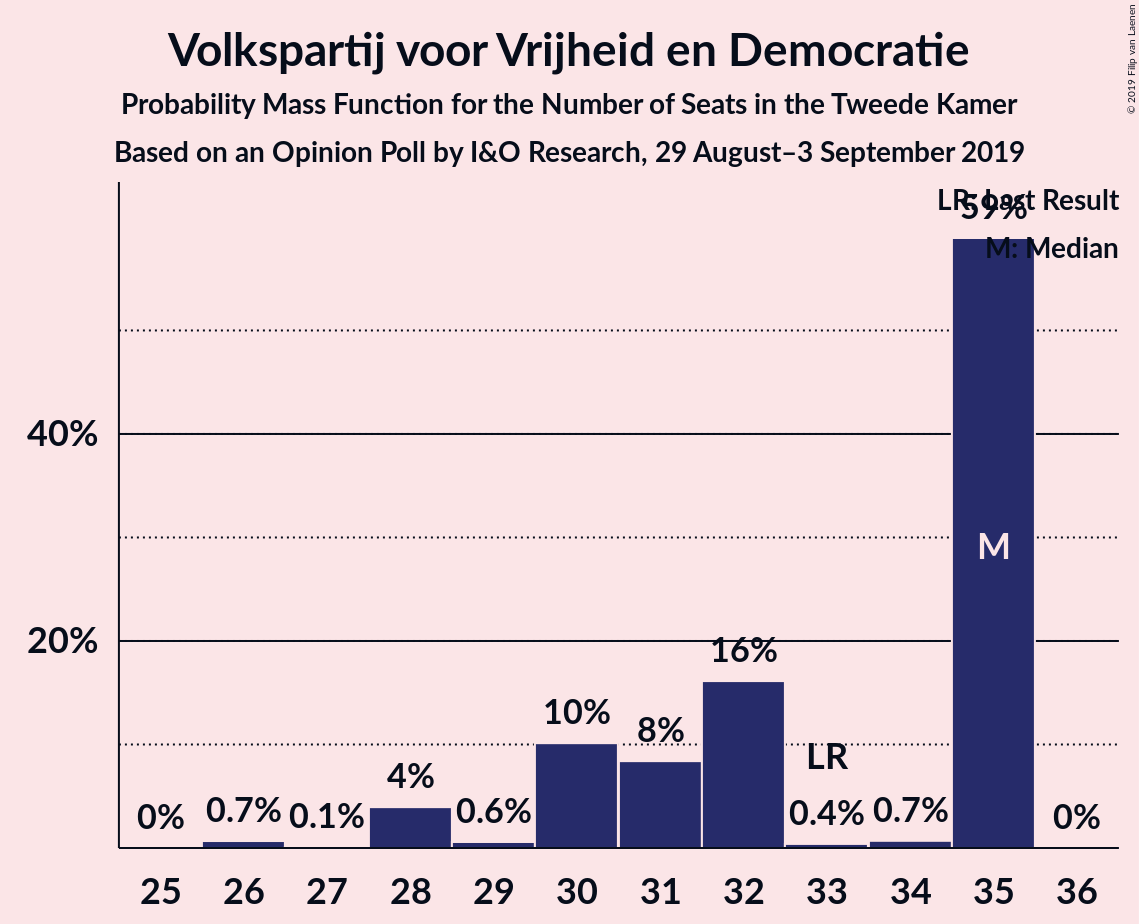 Volkspartij voor Vrijheid en Democratie
Probability Mass Function for the Number of Seats in the Tweede Kamer
Based on an Opinion Poll by I&O Research, 29 August–3 September 2019
© 2019 Filip van Laenen
LR: Last Result
59%
M: Median
40%
M
20%
16%
10%
8%
LR
4%
0%
0.7%
0.1%
0.6%
0.4%
0.7%
0%
25 26 27 28 29 30 31 32 33 34 35 36